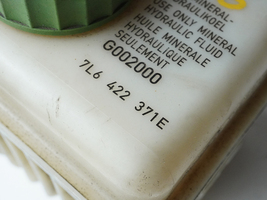 MINERAL-
HYDRAULIKOEL
USE ONLY MINERAL
HYDRAULIC FLUID
HUILE MINERALE
HYDRAULIQUE
SEULEMENT
G002000
7L6 422 371E